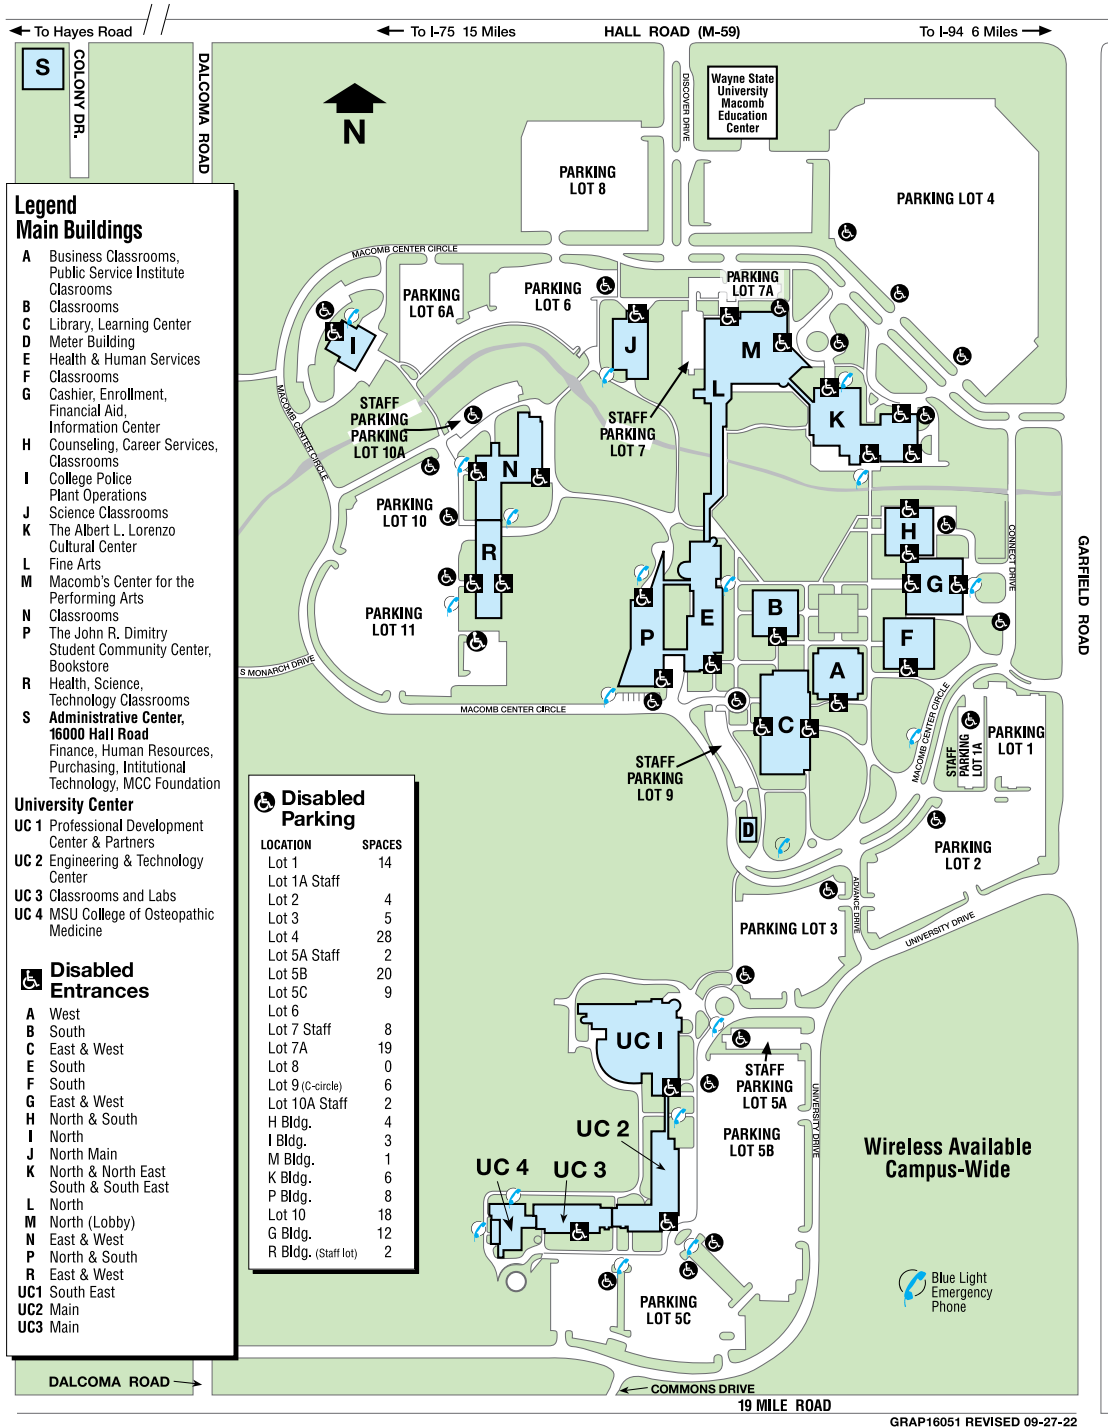 To Hayes Road
To I-75 15 Miles
HALL ROAD (M-59)
To I-94 6 Miles
S
COLONY DR.
DALCOMA ROAD
N
DISCOVER DRIVE
Wayne State
University
Macomb
Education
Center
PARKING
LOT 8
PARKING LOT 4
MACOMB CENTER CIRCLE
PARKING
LOT 6A
PARKING
LOT 6
PARKING
LOT 7A
I
J
M
L
K
STAFF
PARKING
PARKING
LOT 10A
STAFF
PARKING
LOT 7
MACOMB CENTER CIRCLE
N
PARKING
LOT 10
R
H
G
CONNECT DRIVE
GARFIELD ROAD
PARKING
LOT 11
P
E
B
F
A
S MONARCH DRIVE
MACOMB CENTER CIRCLE
C
MACOMB CENTER CIRCLE
STAFF
PARKING
LOT 1A
PARKING
LOT 1
STAFF
PARKING
LOT 9
D
PARKING
LOT 2
ADVANCE DRIVE
UNIVERSITY DRIVE
PARKING LOT 3
UC I
STAFF
PARKING
LOT 5A
UNIVERSITY DRIVE
UC 2
PARKING
LOT 5B
Wireless Available
Campus-Wide
UC 4
UC 3
PARKING
LOT 5C
Blue Light
Emergency
Phone
Legend
Main Buildings
A Business Classrooms,
Public Service Institute
Clasrooms
B Classrooms
C Library, Learning Center
D Meter Building
E Health & Human Services
F Classrooms
G Cashier, Enrollment,
Financial Aid,
Information Center
H Counseling, Career Services,
Classrooms
I College Police
Plant Operations
J Science Classrooms
K The Albert L. Lorenzo
Cultural Center
L Fine Arts
M Macomb's Center for the
Performing Arts
N Classrooms
P The John R. Dimitry
Student Community Center,
Bookstore
R Health, Science,
Technology Classrooms
S Administrative Center,
16000 Hall Road
Finance, Human Resources,
Purchasing, Intitutional
Technology, MCC Foundation
University Center
UC 1 Professional Development
Center & Partners
UC 2 Engineering & Technology
Center
UC 3 Classrooms and Labs
UC 4 MSU College of Osteopathic
Medicine
Disabled
Entrances
A West
B South
C East & West
E South
F South
G East & West
H North & South
I North
J North Main
K North & North East
South & South East
L North
M North (Lobby)
N East & West
P North & South
R East & West
UC1 South East
UC2 Main
UC3 Main
Disabled
Parking
LOCATION SPACES
Lot 1 14
Lot 1A Staff
Lot 2 4
Lot 3 5
Lot 4 28
Lot 5A Staff 2
Lot 5B 20
Lot 5C 9
Lot 6
Lot 7 Staff 8
Lot 7A 19
Lot 8 0
Lot 9 (C-circle) 6
Lot 10A Staff 2
H Bldg. 4
I Bldg. 3
M Bldg. 1
K Bldg. 6
P Bldg. 8
Lot 10 18
G Bldg. 12
R Bldg. (Staff lot) 2
DALCOMA ROAD
COMMONS DRIVE
19 MILE ROAD
GRAP16051 REVISED 09-27-22